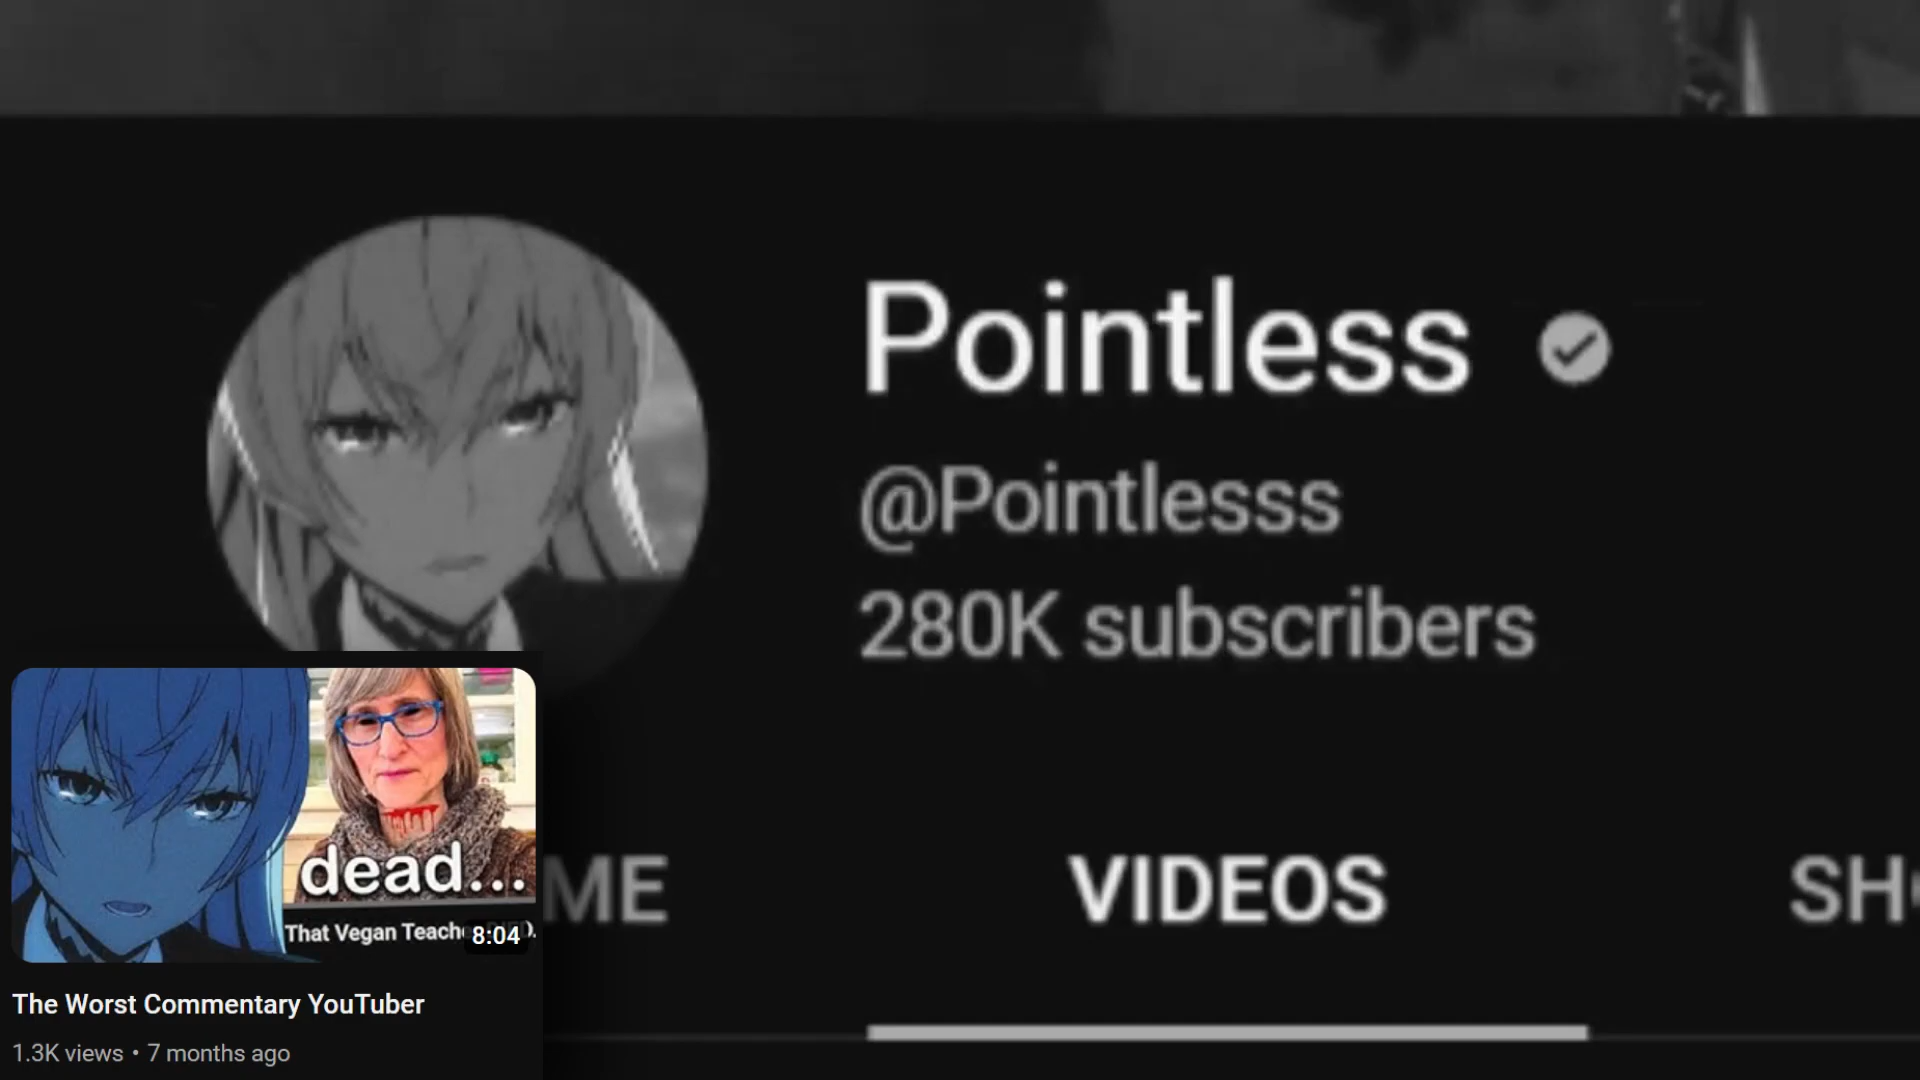 Pointless
@Pointlesss
280K subscribers
ME
VIDEOS
SH
dead...
That Vegan Teach
8:04
The Worst Commentary YouTuber
1.3K views • 7 months ago